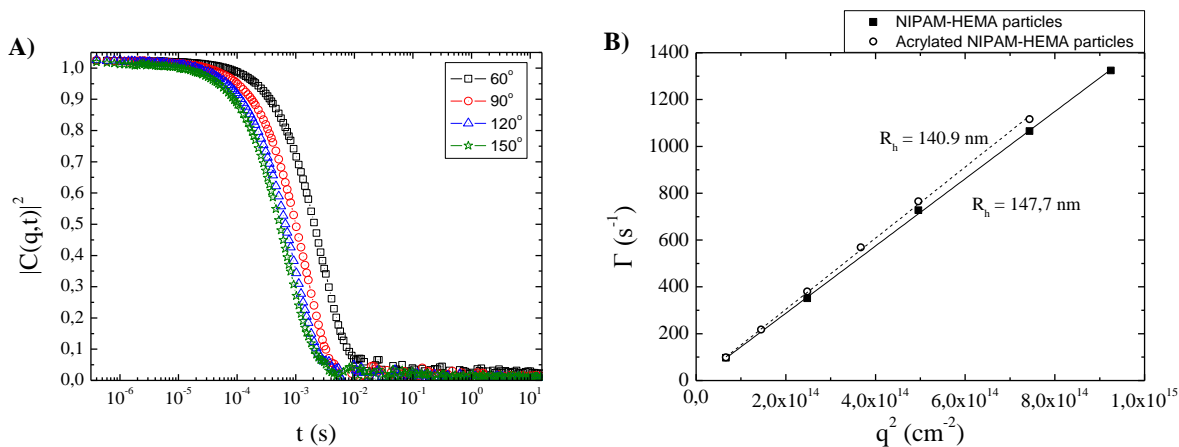 A)
1,0
0,9
0,8
0,7
0,6
0,5
0,4
0,3
0,2
0,1
0,0
|C(q,t)|²
60°
90°
120°
150°
10⁻⁶ 10⁻⁵ 10⁻⁴ 10⁻³ 10⁻² 10⁻¹ 10⁰ 10¹
t (s)
B)
NIPAM-HEMA particles
Acrylated NIPAM-HEMA particles
1400
1200
1000
800
600
400
200
0
Γ (s⁻¹)
Rₕ = 140.9 nm
Rₕ = 147,7 nm
0,0 2,0x10¹⁴ 4,0x10¹⁴ 6,0x10¹⁴ 8,0x10¹⁴ 1,0x10¹⁵
q² (cm⁻²)